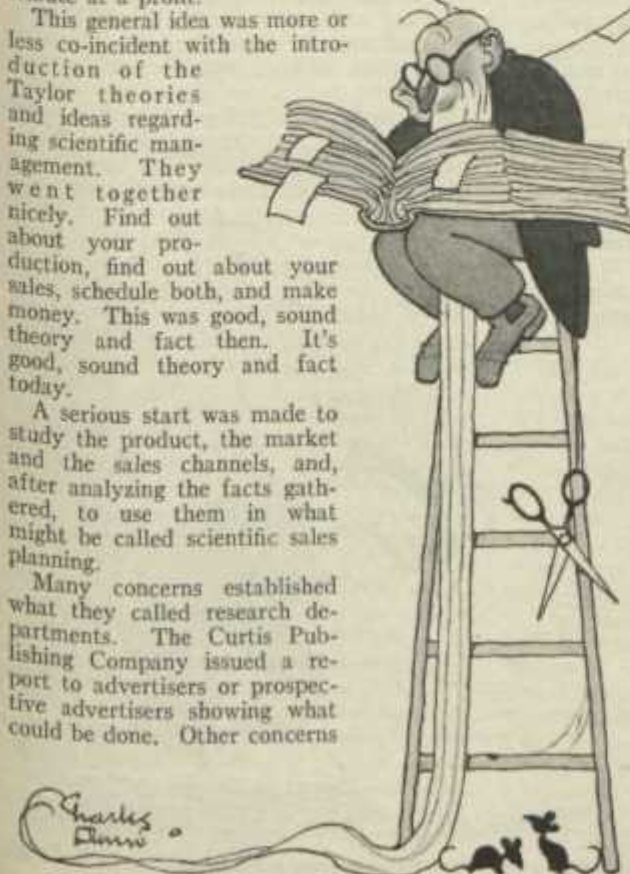 This general idea was more or
less co-incident with the intro-
duction of the
Taylor theories
and ideas regard-
ing scientific man-
agement. They
went together
nicely. Find out
about your pro-
duction, find out about your
sales, schedule both, and make
money. This was good, sound
theory and fact then. It's
good, sound theory and fact
today.
A serious start was made to
study the product, the market
and the sales channels, and,
after analyzing the facts gath-
ered, to use them in what
might be called scientific sales
planning.
Many concerns established
what they called research de-
partments. The Curtis Pub-
lishing Company issued a re-
port to advertisers or prospec-
tive advertisers showing what
could be done. Other concerns
Charles